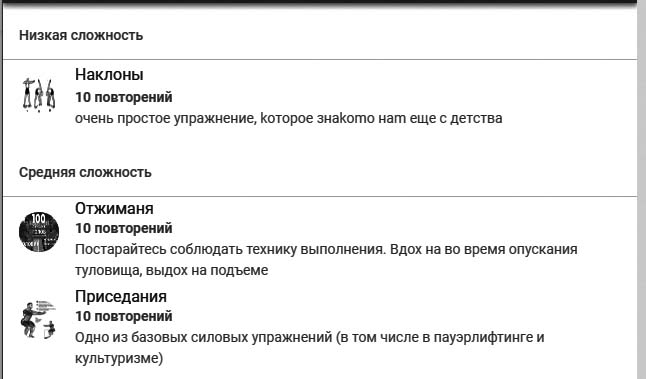 Низкая сложность
Наклоны
10 повторений
очень простое упражнение, которое знакомо нам еще с детства
Средняя сложность
Отжиманя
100
10 повторений
Постарайтесь соблюдать технику выполнения. Вдох на во время опускания
туловища, выдох на подъеме
Приседания
10 повторений
Одно из базовых силовых упражнений (в том числе в пауэрлифтинге и
культуризме)